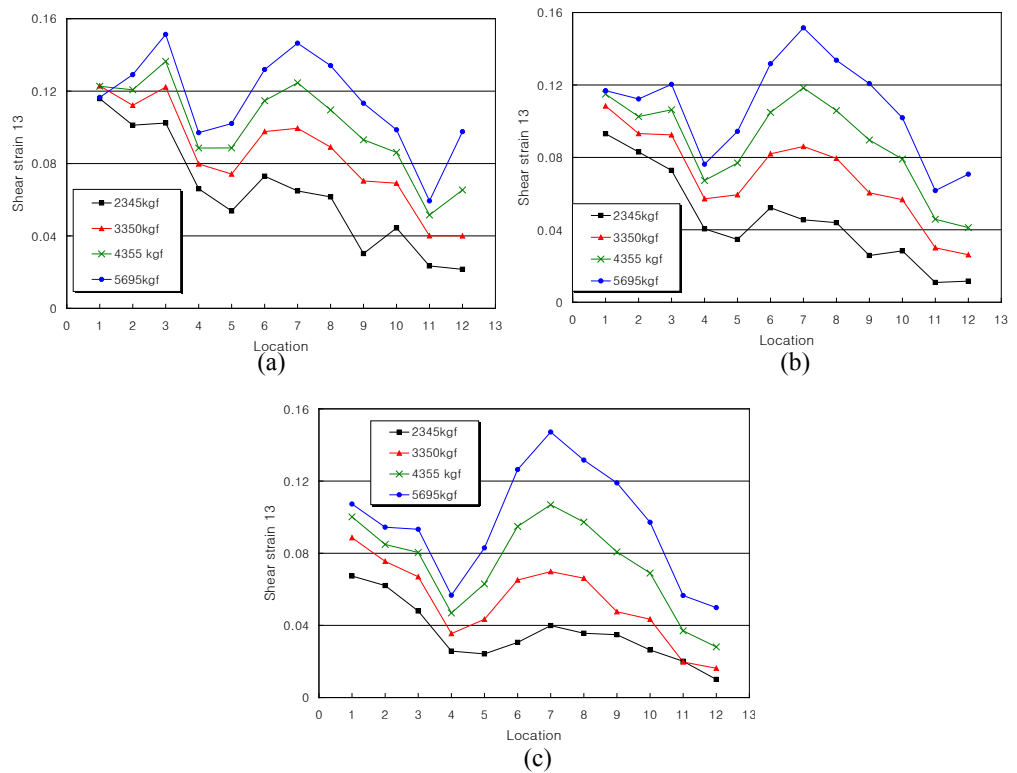 0.16
0.12
0.08
0.04
0
Shear strain 13
2345kgf
3350kgf
4355 kgf
5695kgf
0 1 2 3 4 5 6 7 8 9 10 11 12 13
Location
(a)
0.16
0.12
0.08
0.04
0
Shear strain 13
2345kgf
3350kgf
4355 kgf
5695kgf
0 1 2 3 4 5 6 7 8 9 10 11 12 13
Location
(b)
0.16
0.12
0.08
0.04
0
Shear strain 13
2345kgf
3350kgf
4355 kgf
5695kgf
0 1 2 3 4 5 6 7 8 9 10 11 12 13
Location
(c)